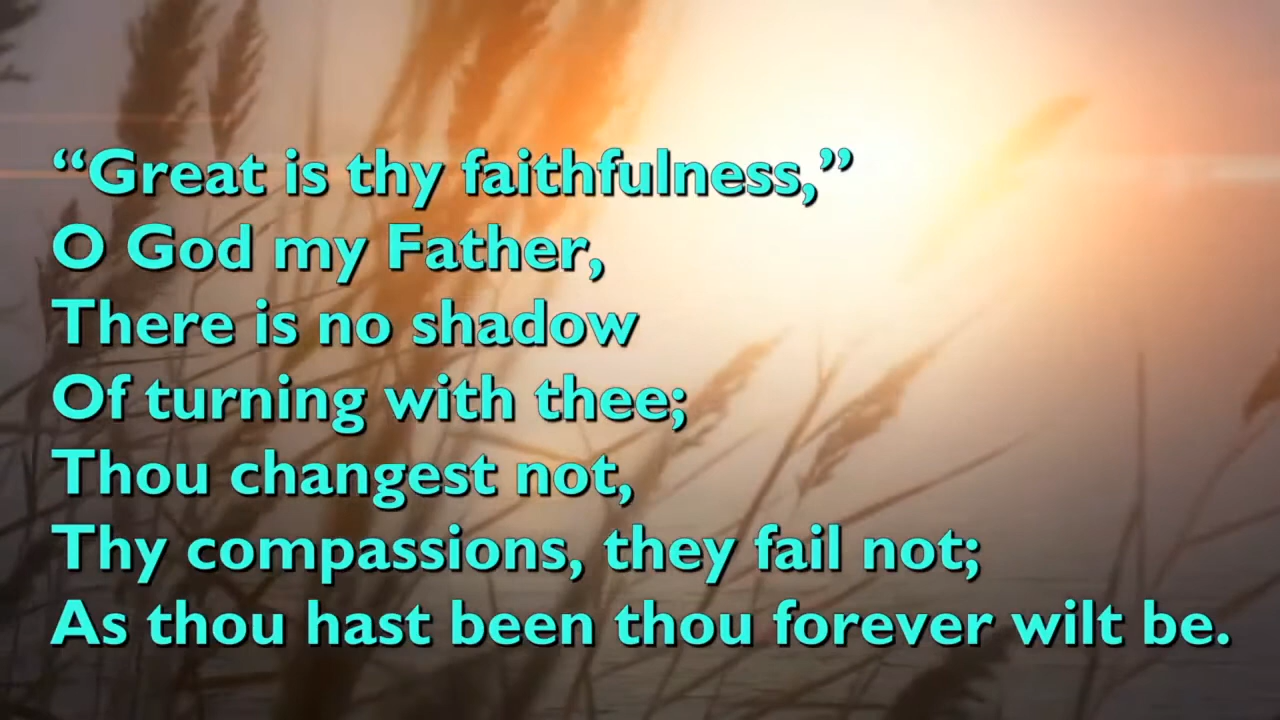 “Great is thy faithfulness,”
O God my Father,
There is no shadow
Of turning with thee;
Thou changest not,
Thy compassions, they fail not;
As thou hast been thou forever wilt be.